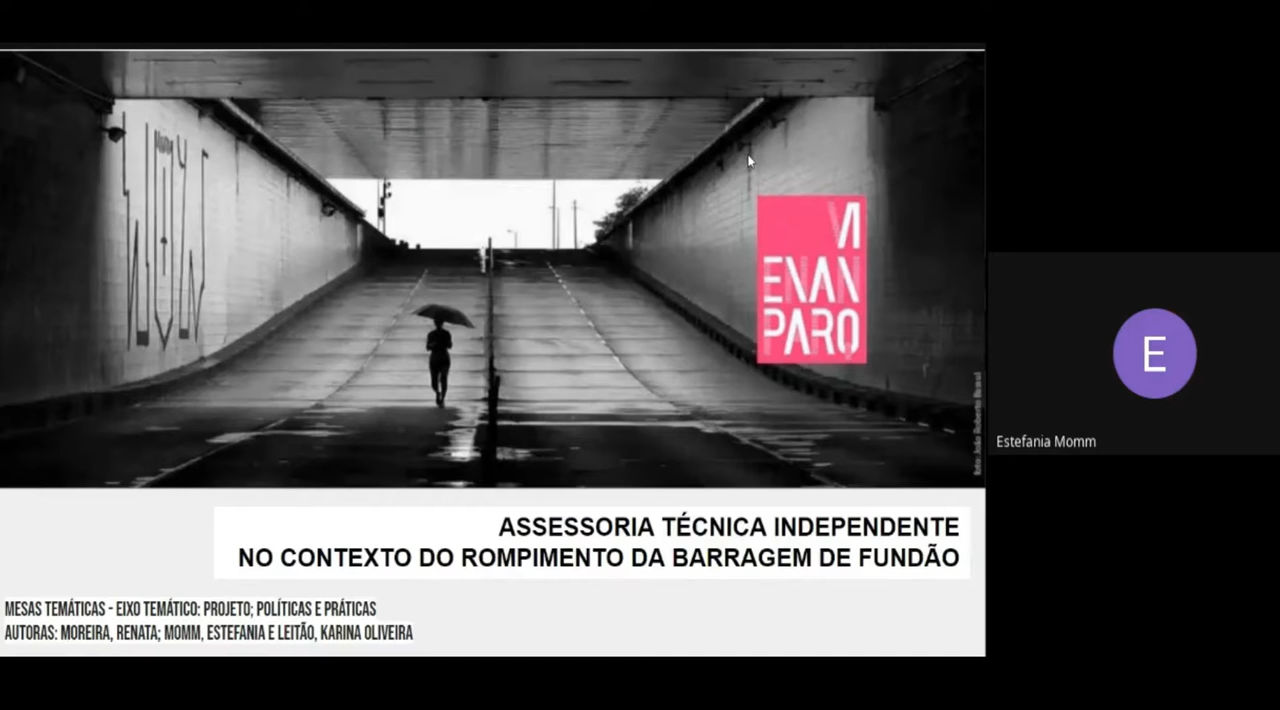 VI
ENAN
PARQ
Estefania Momm
ASSESSORIA TÉCNICA INDEPENDENTE
NO CONTEXTO DO ROMPIMENTO DA BARRAGEM DE FUNDÃO
MESAS TEMÁTICAS - EIXO TEMÁTICO: PROJETO; POLÍTICAS E PRÁTICAS
AUTORAS: MOREIRA, RENATA; MOMM, ESTEFANIA E LEITÃO, KARINA OLIVEIRA
E